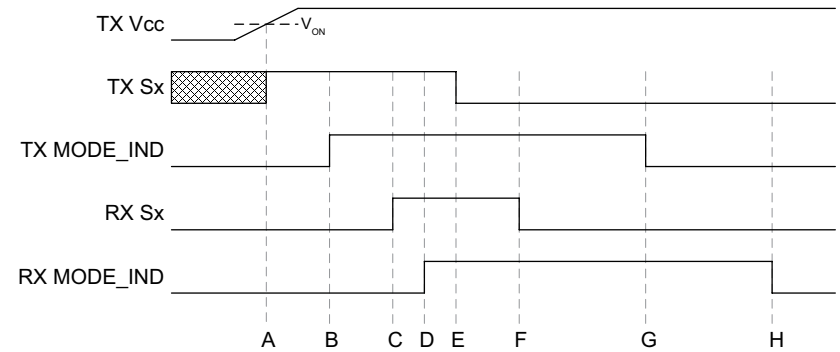 TX Vcc
V_ON
TX Sx
TX MODE_IND
RX Sx
RX MODE_IND
A B C D E F G H